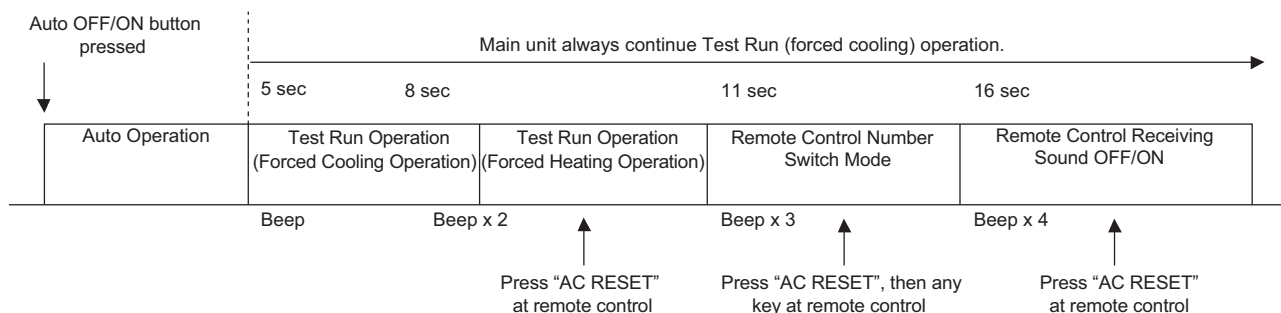 Auto OFF/ON button
pressed
Main unit always continue Test Run (forced cooling) operation.
5 sec
8 sec
11 sec
16 sec
Auto Operation
Test Run Operation
(Forced Cooling Operation)
Test Run Operation
(Forced Heating Operation)
Remote Control Number
Switch Mode
Remote Control Receiving
Sound OFF/ON
Beep
Beep x 2
Beep x 3
Beep x 4
Press “AC RESET”
at remote control
Press “AC RESET”, then any
key at remote control
Press “AC RESET”
at remote control